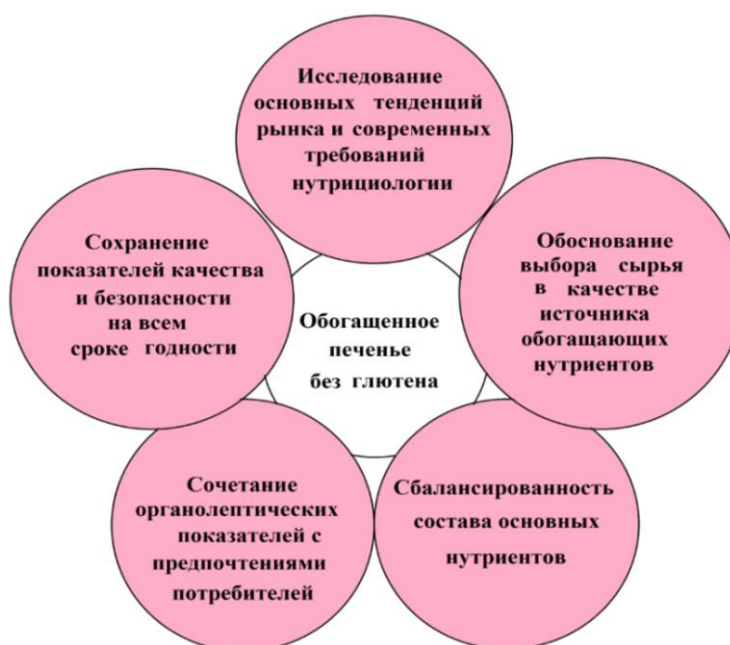 Исследование
основных тенденций
рынка и современных
требований
нутрициологии
Обоснование
выбора сырья
в качестве
источника
обогащающих
нутриентов
Сбалансированность
состава основных
нутриентов
Сочетание
органолептических
показателей с
предпочтениями
потребителей
Сохранение
показателей качества
и безопасности
на всем
сроке годности
Обогащенное
печенье
без глютена